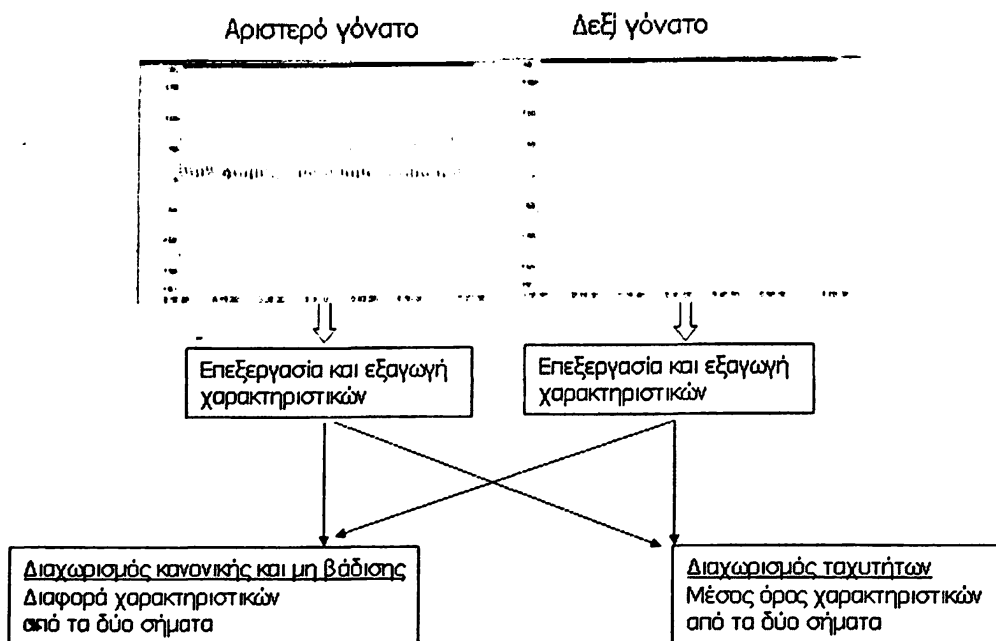 Αριστερό γόνατο
Δεξj γόνατο
Επεξεργασία και εξαγωγή
χαρακτηριστικών
Επεξεργασία και εξαγωγή
χαρακτηριστικών
Διαχωρισμός κανονικής και μη βάδισης
Διαφορά χαρακτηριστικών
από τα δύο σήματα
Διαχωρισμός ταχυτήτων
Μέσος όρος χαρακτηριστικών
από τα δύο σήματα